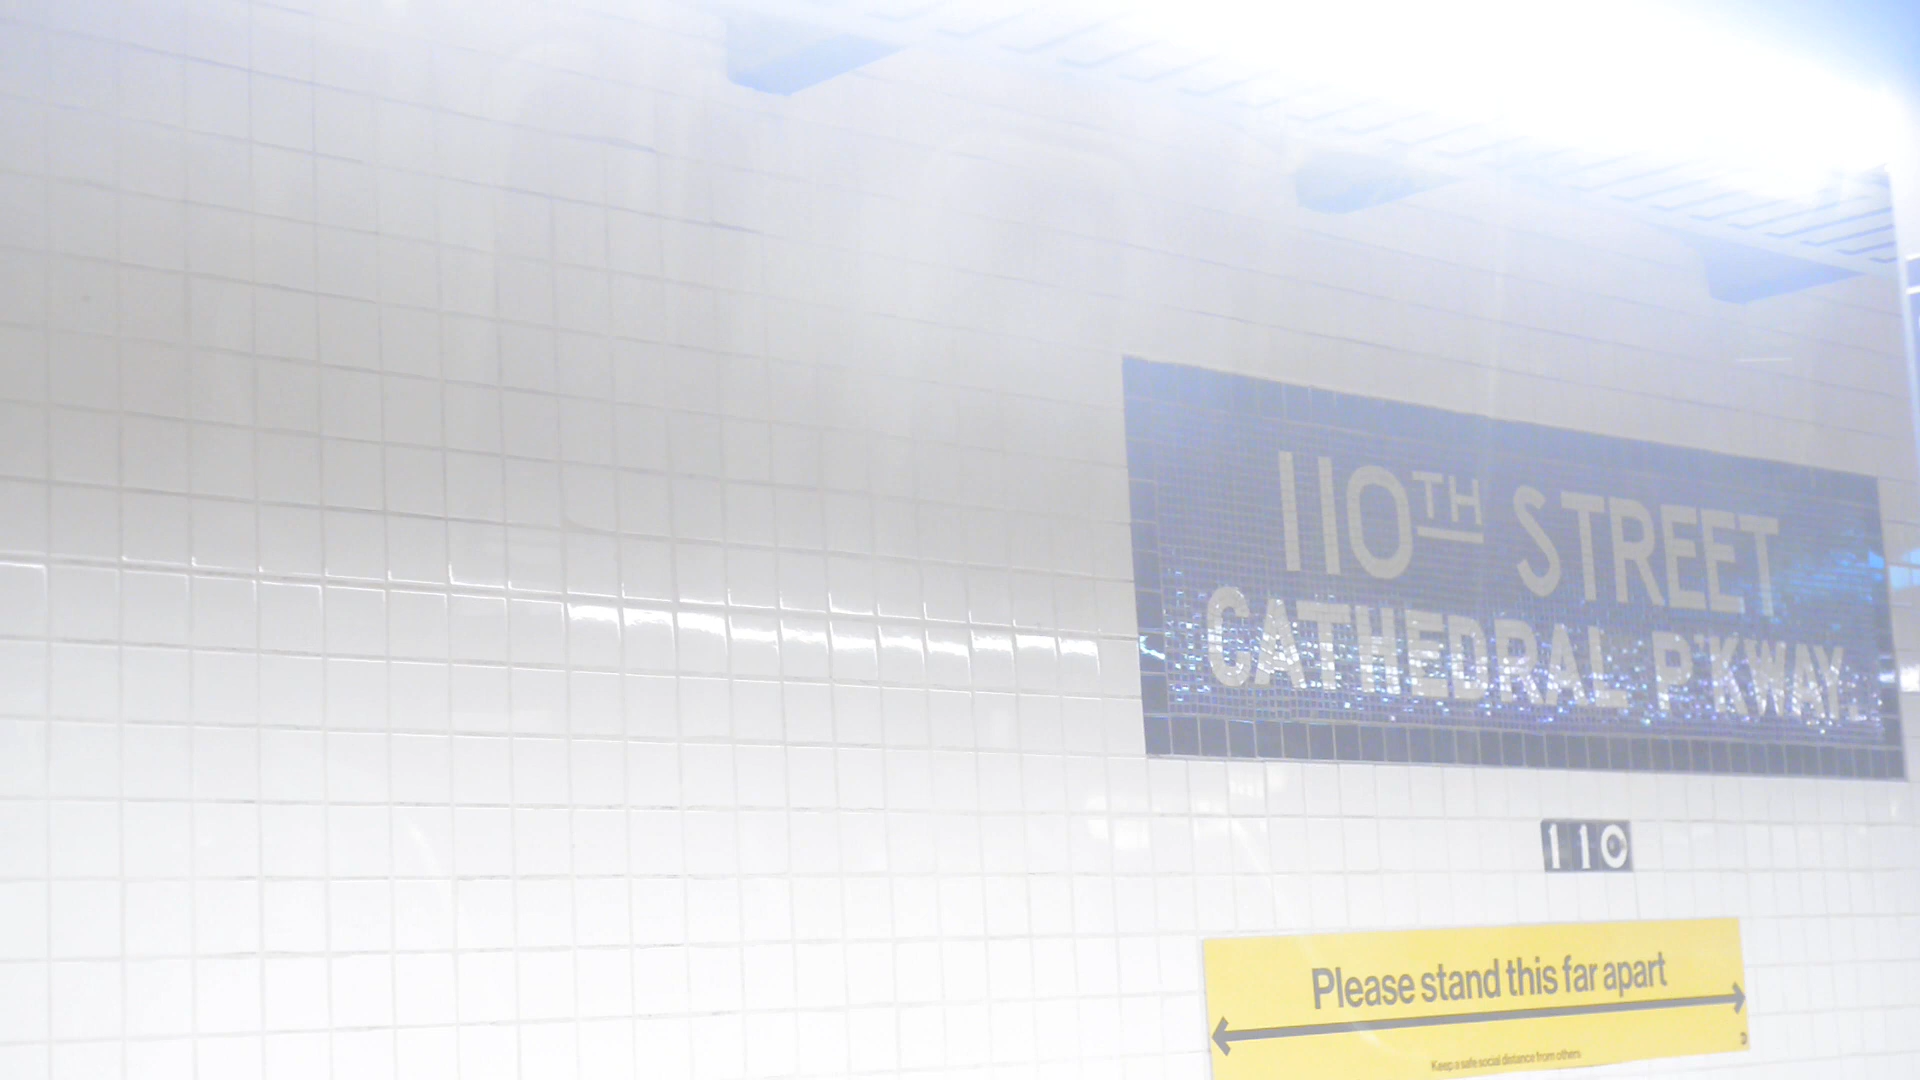 110TH STREET
CATHEDRAL P'KWAY
110
Please stand this far apart
Keep a safe social distance from others